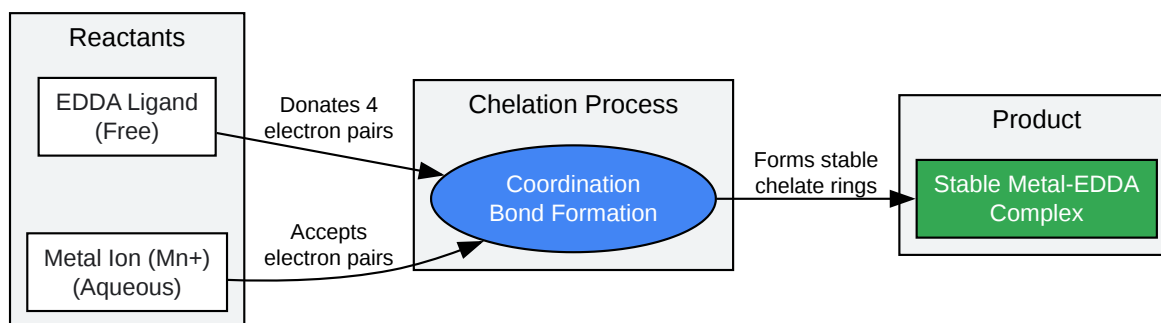 Reactants
EDDA Ligand
(Free)
Metal Ion (Mn+)
(Aqueous)
Donates 4
electron pairs
Accepts
electron pairs
Chelation Process
Coordination
Bond Formation
Forms stable
chelate rings
Product
Stable Metal-EDDA
Complex